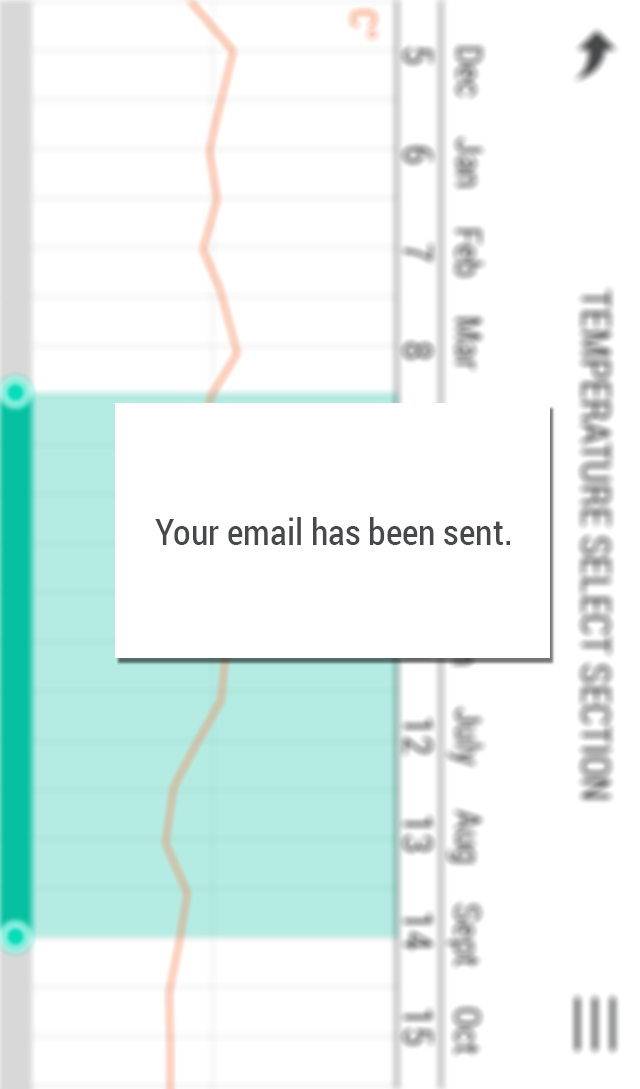 TEMPERATURE SELECT SECTION
Dec Jan Feb Mar July Aug Sept Oct
5 6 7 8 12 13 14 15
C°
Your email has been sent.